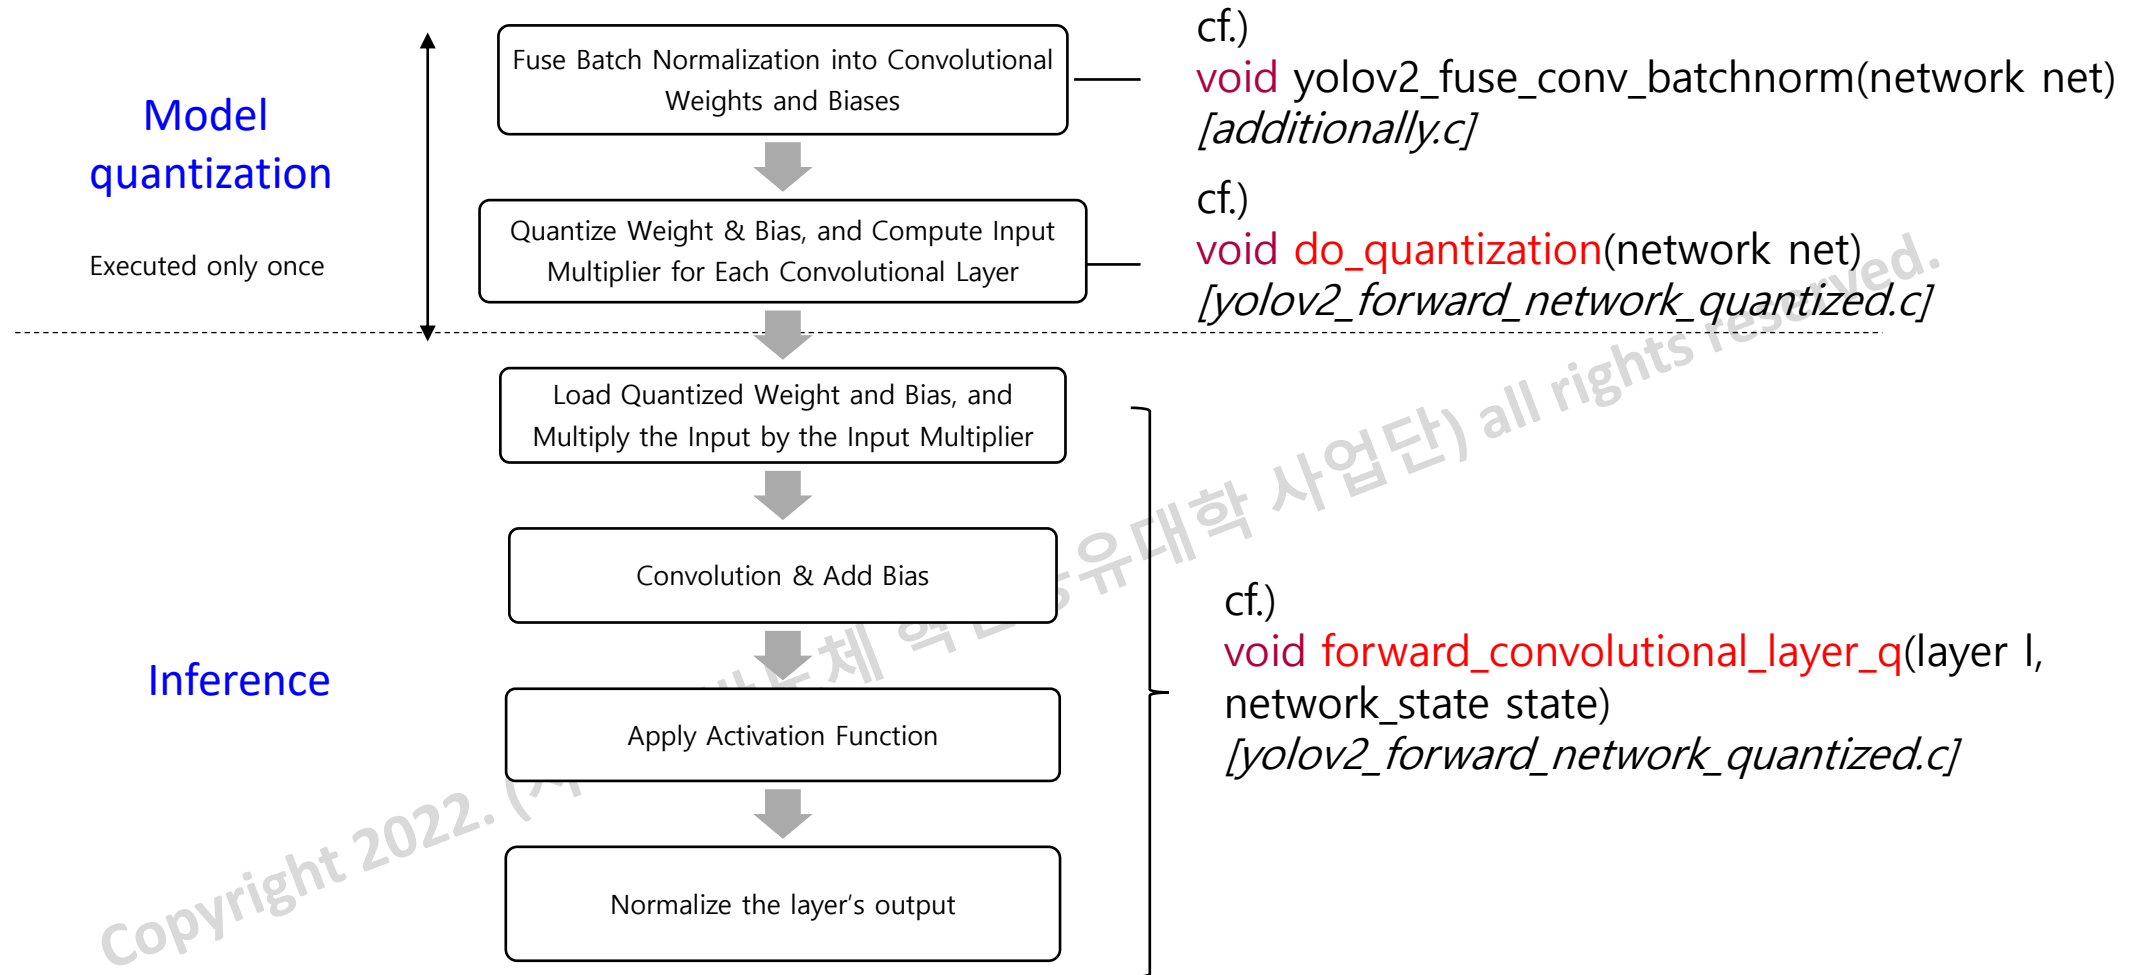 Model
quantization
Executed only once
Fuse Batch Normalization into Convolutional
Weights and Biases
cf.)
void yolov2_fuse_conv_batchnorm(network net)
[additionally.c]
Quantize Weight & Bias, and Compute Input
Multiplier for Each Convolutional Layer
cf.)
void do_quantization(network net)
[yolov2_forward_network_quantized.c]
Load Quantized Weight and Bias, and
Multiply the Input by the Input Multiplier
Convolution & Add Bias
Inference
Apply Activation Function
Normalize the layer's output
cf.)
void forward_convolutional_layer_q(layer l,
network_state state)
[yolov2_forward_network_quantized.c]
Copyright 2022. ( 유대학 사업단) all rights reserved.